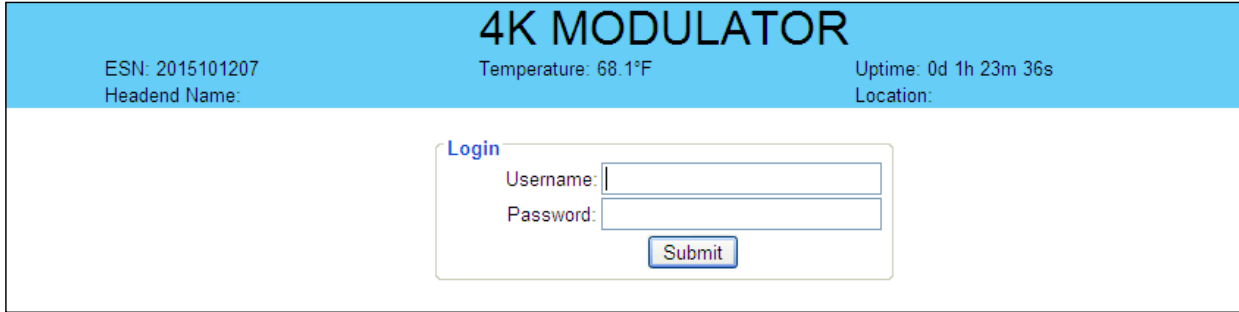 4K MODULATOR
ESN: 2015101207 Temperature: 68.1°F Uptime: 0d 1h 23m 36s
Headend Name: Location:
Login
Username:
Password:
Submit